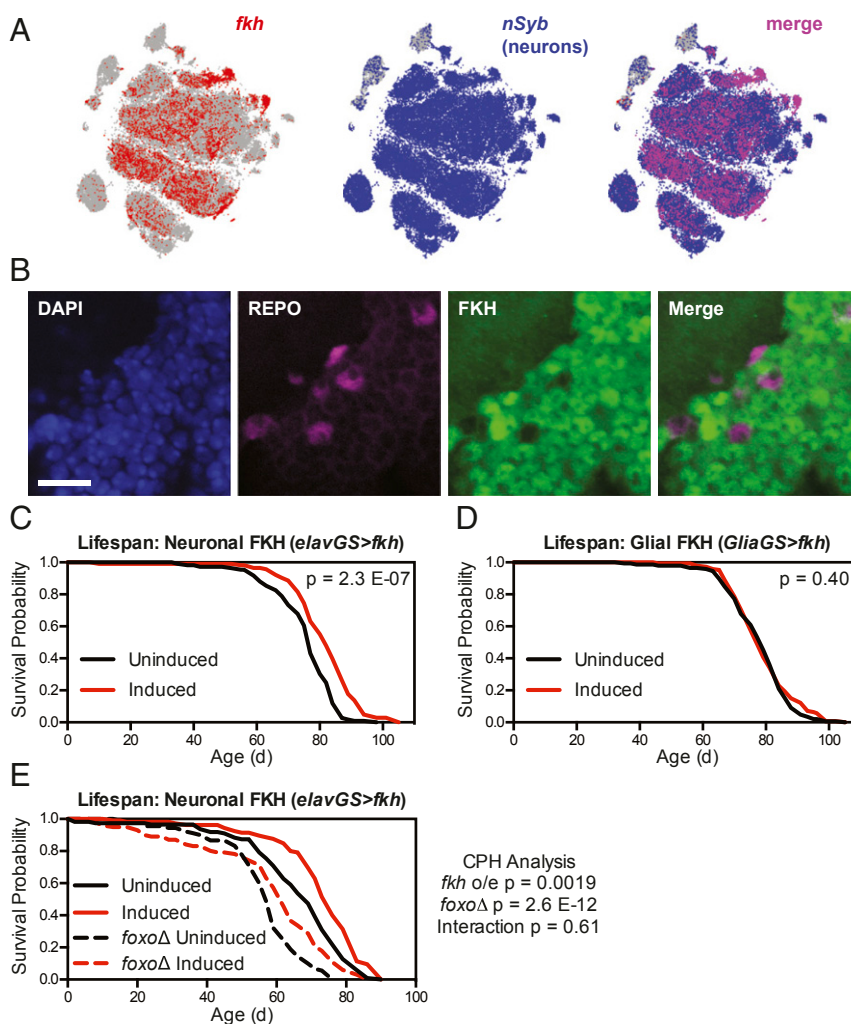 A
fkh
nSyb
(neurons)
merge
B
DAPI
REPO
FKH
Merge
C
Lifespan: Neuronal FKH (elavGS>fkh)
Survival Probability
1.0
0.8
0.6
0.4
0.2
0.0
p = 2.3 E-07
Uninduced
Induced
0 20 40 60 80 100
Age (d)
D
Lifespan: Glial FKH (GliaGS>fkh)
Survival Probability
1.0
0.8
0.6
0.4
0.2
0.0
p = 0.40
Uninduced
Induced
0 20 40 60 80 100
Age (d)
E
Lifespan: Neuronal FKH (elavGS>fkh)
Survival Probability
1.0
0.8
0.6
0.4
0.2
0.0
Uninduced
Induced
foxoΔ Uninduced
foxoΔ Induced
0 20 40 60 80 100
Age (d)
CPH Analysis
fkh o/e p = 0.0019
foxoΔ p = 2.6 E-12
Interaction p = 0.61